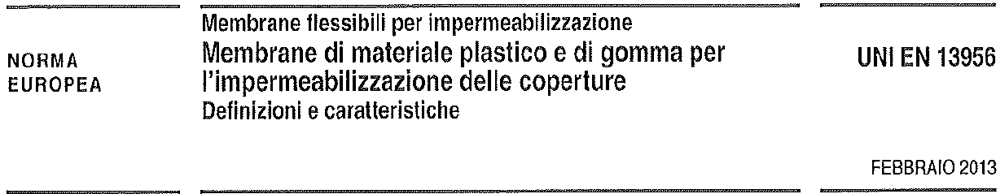 NORMA
EUROPEA
Membrane flessibili per impermeabilizzazione
Membrane di materiale plastico e di gomma per
l'impermeabilizzazione delle coperture
Definizioni e caratteristiche
UNI EN 13956
FEBBRAIO 2013